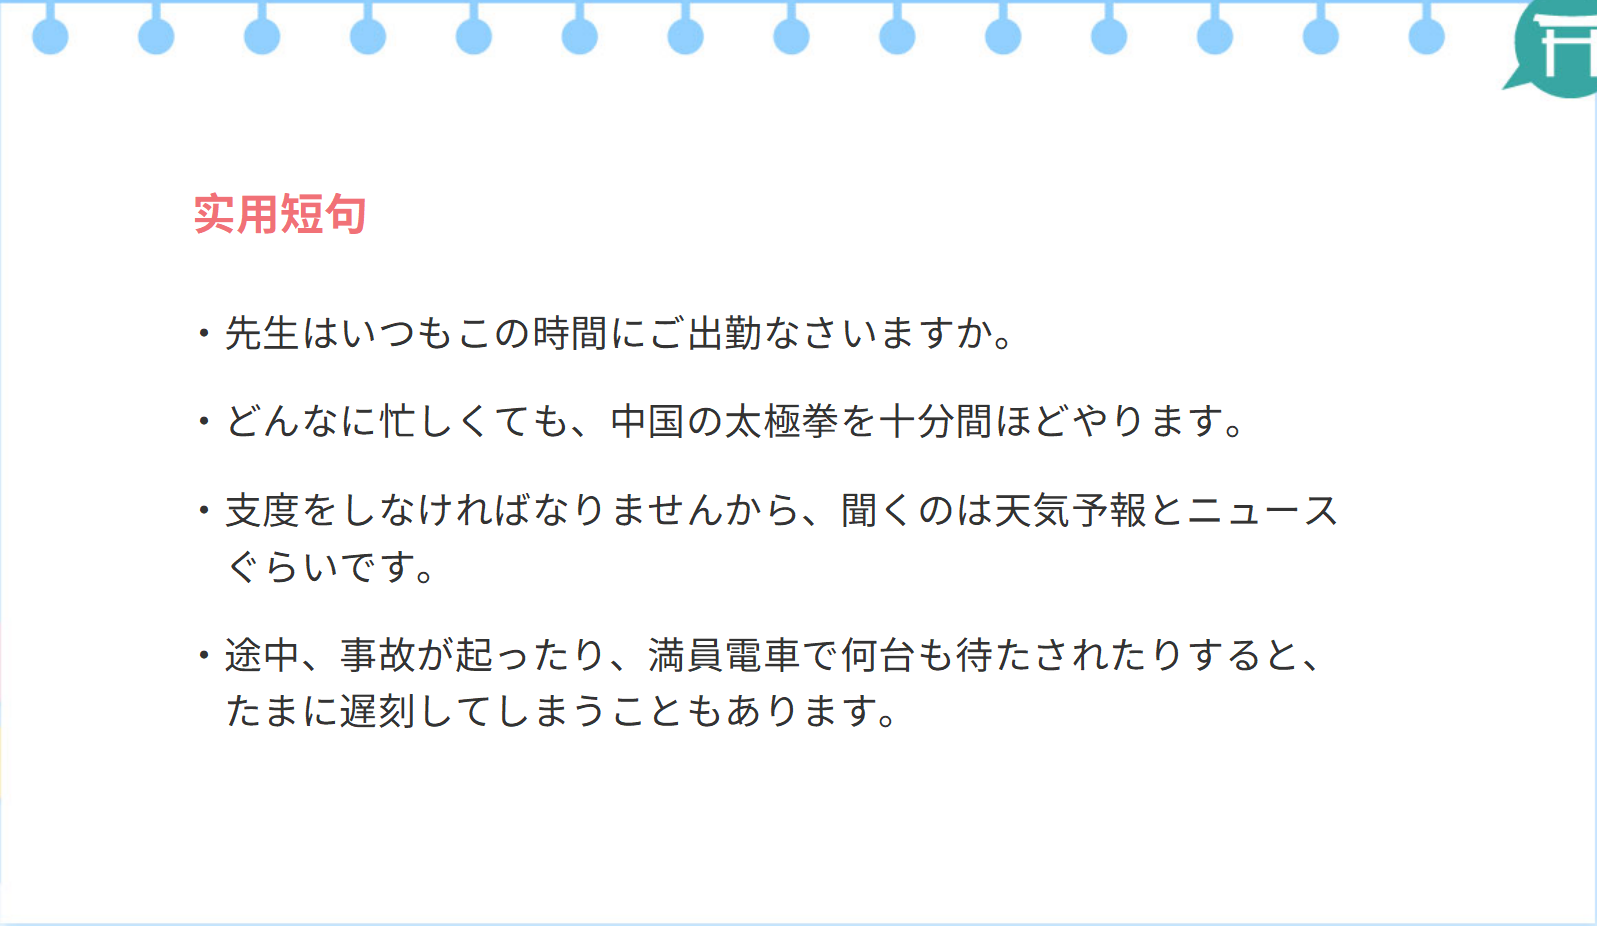 实用短句
・先生はいつもこの時間にご出勤なさいますか。
・どんなに忙しくても、中国の太極拳を十分間ほどやります。
・支度をしなければなりませんから、聞くのは天気予報とニュース
ぐらいです。
・途中、事故が起ったり、満員電車で何台も待たされたりすると、
たまに遅刻してしまうこともあります。